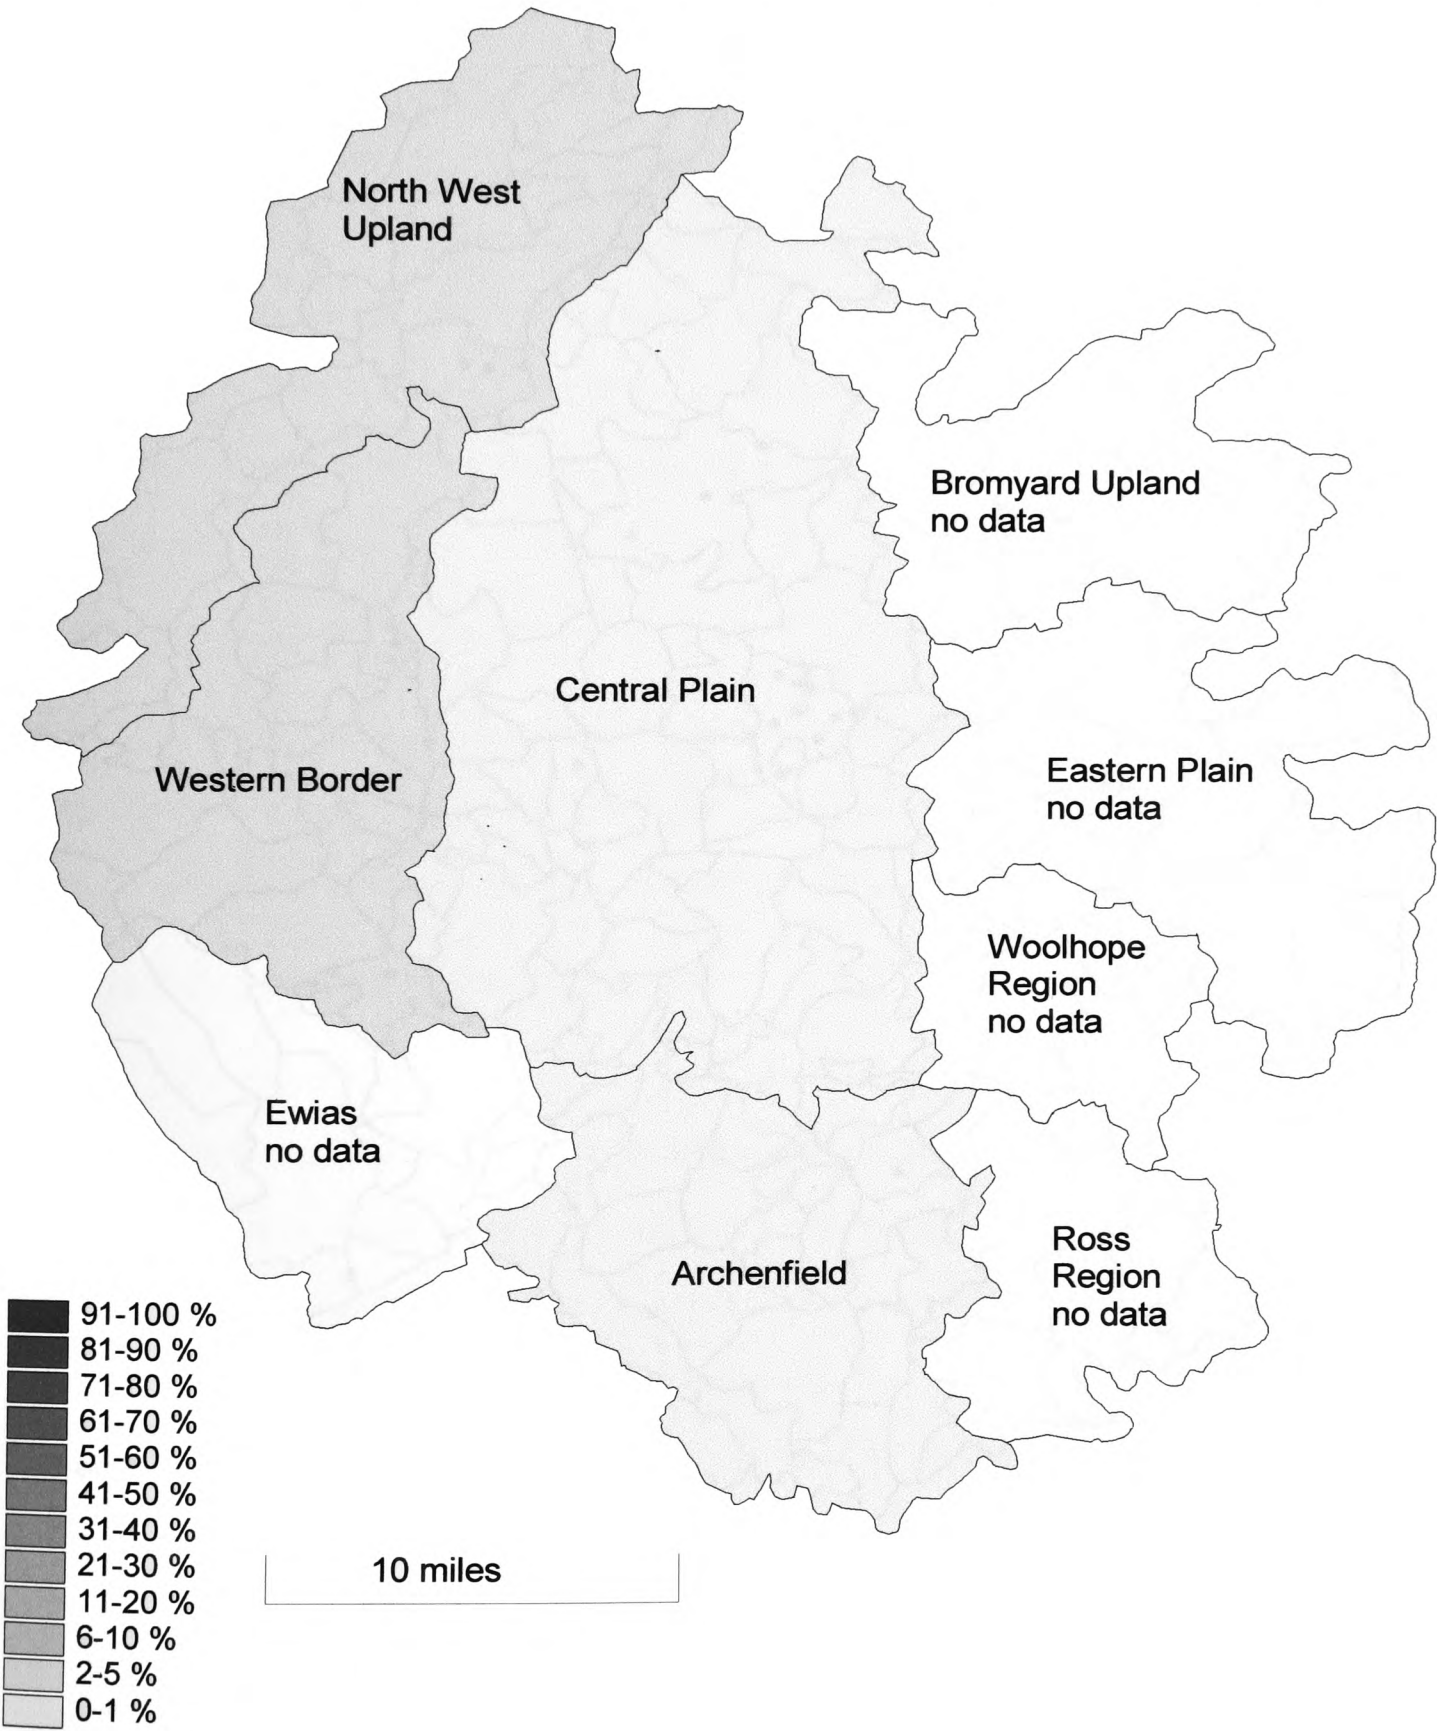 North West
Upland
Bromyard Upland
no data
Central Plain
Western Border
Eastern Plain
no data
Woolhope
Region
no data
Ewias
no data
Archenfield
Ross
Region
no data
91-100 %
81-90 %
71-80 %
61-70 %
51-60 %
41-50 %
31-40 %
21-30 %
11-20 %
6-10 %
2-5 %
0-1 %
10 miles